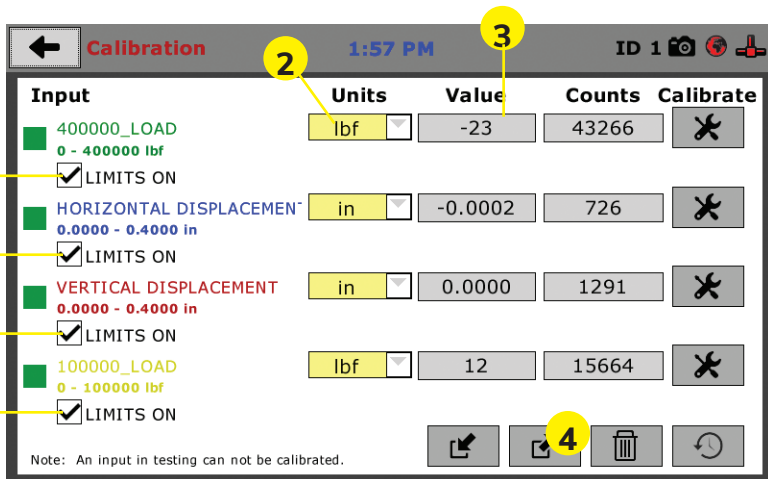 Calibration 1:57 PM ID 1
2
3
Input Units Value Counts Calibrate
400000_LOAD lbf -23 43266
0 - 400000 lbf
LIMITS ON
HORIZONTAL DISPLACEMEN in -0.0002 726
0.0000 - 0.4000 in
LIMITS ON
VERTICAL DISPLACEMENT in 0.0000 1291
0.0000 - 0.4000 in
LIMITS ON
100000_LOAD lbf 12 15664
0 - 100000 lbf
LIMITS ON
4
Note: An input in testing can not be calibrated.